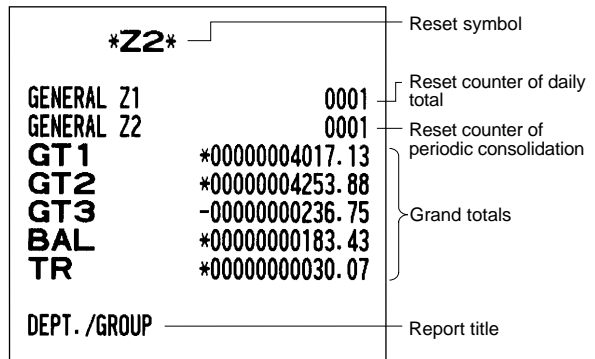 *Z2*
Reset symbol
GENERAL Z1 0001
Reset counter of daily
total
GENERAL Z2 0001
Reset counter of
periodic consolidation
GT1 *00000004017.13
GT2 *00000004253.88
GT3 -00000000236.75
Grand totals
BAL *00000000183.43
TR *00000000030.07
DEPT./GROUP
Report title